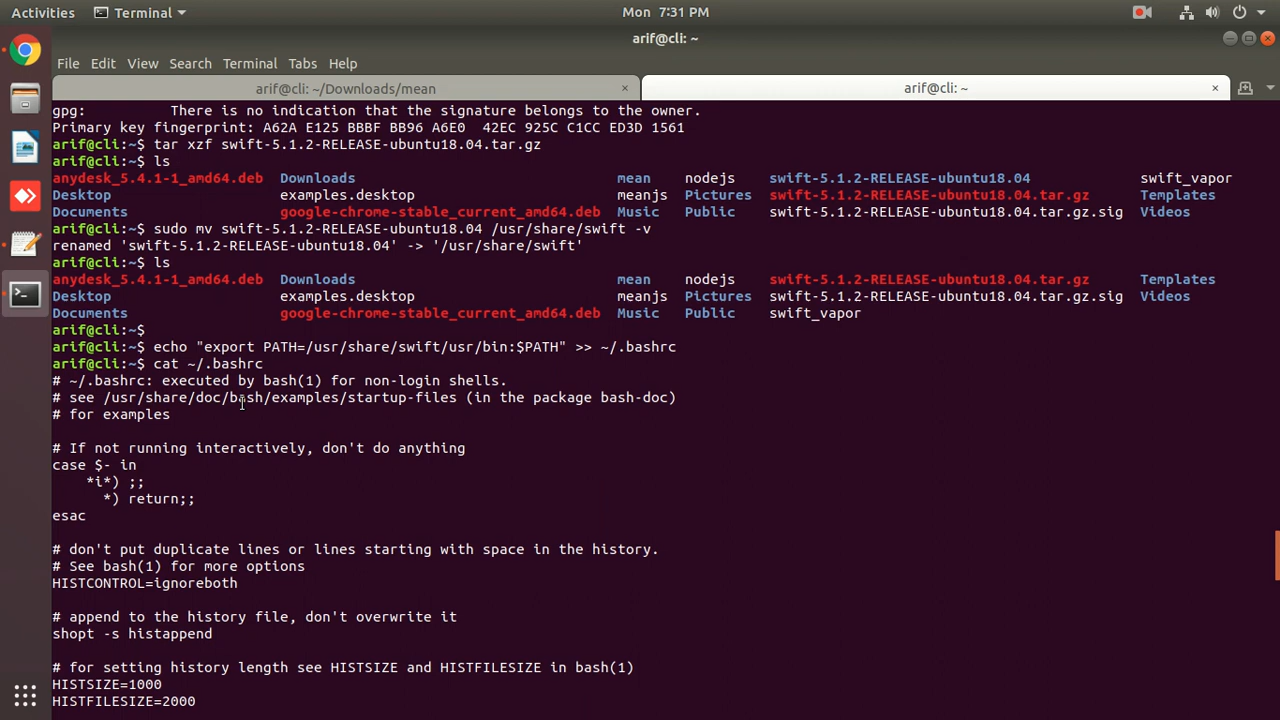 Activities Terminal Mon 7:31 PM
arif@cli: ~
File Edit View Search Terminal Tabs Help
arif@cli: ~/Downloads/mean × arif@cli: ~ ×
gpg:          There is no indication that the signature belongs to the owner.
Primary key fingerprint: A62A E125 BBBF BB96 A6E0  42EC 925C C1CC ED3D 1561
arif@cli:~$ tar xzf swift-5.1.2-RELEASE-ubuntu18.04.tar.gz
arif@cli:~$ ls
anydesk_5.4.1-1_amd64.deb  Downloads                              mean    nodejs    swift-5.1.2-RELEASE-ubuntu18.04             swift_vapor
Desktop                    examples.desktop                       meanjs  Pictures  swift-5.1.2-RELEASE-ubuntu18.04.tar.gz      Templates
Documents                  google-chrome-stable_current_amd64.deb  Music   Public    swift-5.1.2-RELEASE-ubuntu18.04.tar.gz.sig  Videos
arif@cli:~$ sudo mv swift-5.1.2-RELEASE-ubuntu18.04 /usr/share/swift -v
renamed 'swift-5.1.2-RELEASE-ubuntu18.04' -> '/usr/share/swift'
arif@cli:~$ ls
anydesk_5.4.1-1_amd64.deb  Downloads                              mean    nodejs    swift-5.1.2-RELEASE-ubuntu18.04.tar.gz      Templates
Desktop                    examples.desktop                       meanjs  Pictures  swift-5.1.2-RELEASE-ubuntu18.04.tar.gz.sig  Videos
Documents                  google-chrome-stable_current_amd64.deb  Music   Public    swift_vapor
arif@cli:~$
arif@cli:~$ echo "export PATH=/usr/share/swift/usr/bin:$PATH" >> ~/.bashrc
arif@cli:~$ cat ~/.bashrc
# ~/.bashrc: executed by bash(1) for non-login shells.
# see /usr/share/doc/bash/examples/startup-files (in the package bash-doc)
# for examples
# If not running interactively, don't do anything
case $- in
    *i*) ;;
      *) return;;
esac
# don't put duplicate lines or lines starting with space in the history.
# See bash(1) for more options
HISTCONTROL=ignoreboth
# append to the history file, don't overwrite it
shopt -s histappend
# for setting history length see HISTSIZE and HISTFILESIZE in bash(1)
HISTSIZE=1000
HISTFILESIZE=2000